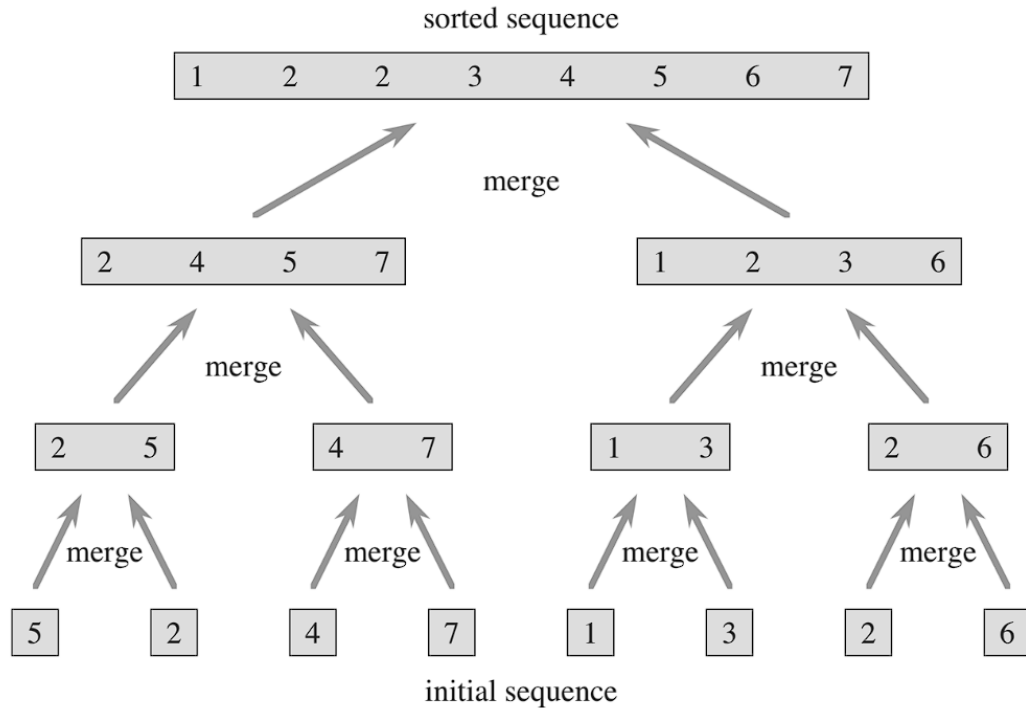 sorted sequence
1 2 2 3 4 5 6 7
merge
2 4 5 7 1 2 3 6
merge merge
2 5 4 7 1 3 2 6
merge merge merge merge
5 2 4 7 1 3 2 6
initial sequence